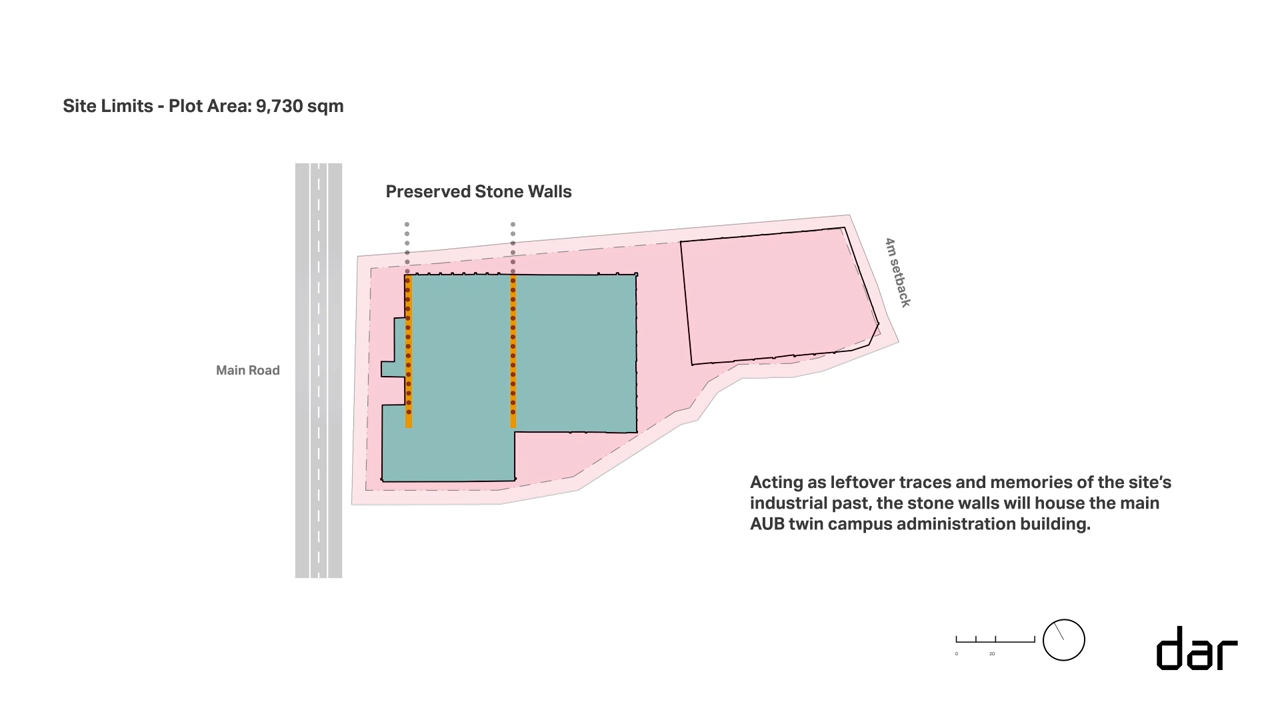 Site Limits - Plot Area: 9,730 sqm
Preserved Stone Walls
4m setback
Main Road
Acting as leftover traces and memories of the site's
industrial past, the stone walls will house the main
AUB twin campus administration building.
0 20
dar